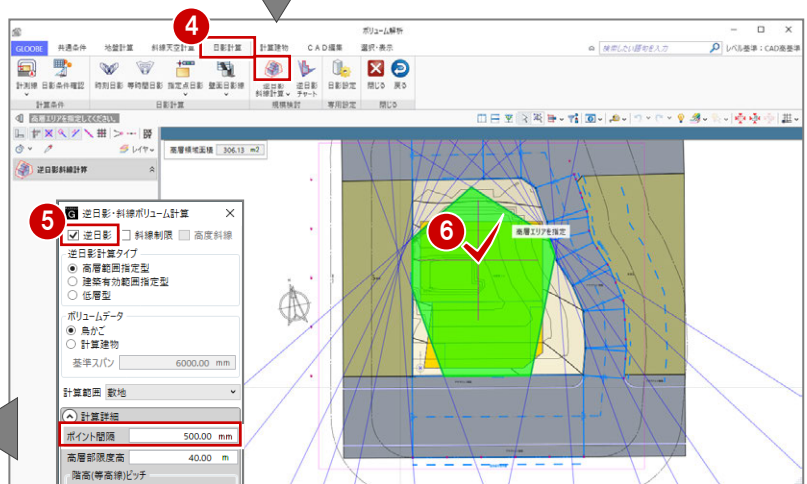 4
ボリューム解析
GLOOBE 共通条件 地盤計算 斜線天空計算 日影計算 計算建物 CAD編集 選択・表示
検索したい語句を入力 レベル基準：CAD高基準
計測線 日影条件確認 時刻日影 等時間日影 指定点日影 壁面日影線 逆日影斜線計算 逆日影チャート 日影設定 閉じる 戻る
計算条件 日影計算 規模検討 専用設定 閉じる
高層エリアを指定してください。
レイヤ
高層領域面積 306.13 m2
逆日影斜線計算
5
逆日影・斜線ボリューム計算
逆日影 斜線制限 高度斜線
逆日影計算タイプ
高層範囲指定型
建築有効範囲指定型
低層型
ボリュームデータ
鳥かご
計算建物
基準スパン 6000.00 mm
計算範囲 敷地
計算詳細
ポイント間隔 500.00 mm
高層部限度高 40.00 m
階高(等高線)ピッチ
6
高層エリアを指定